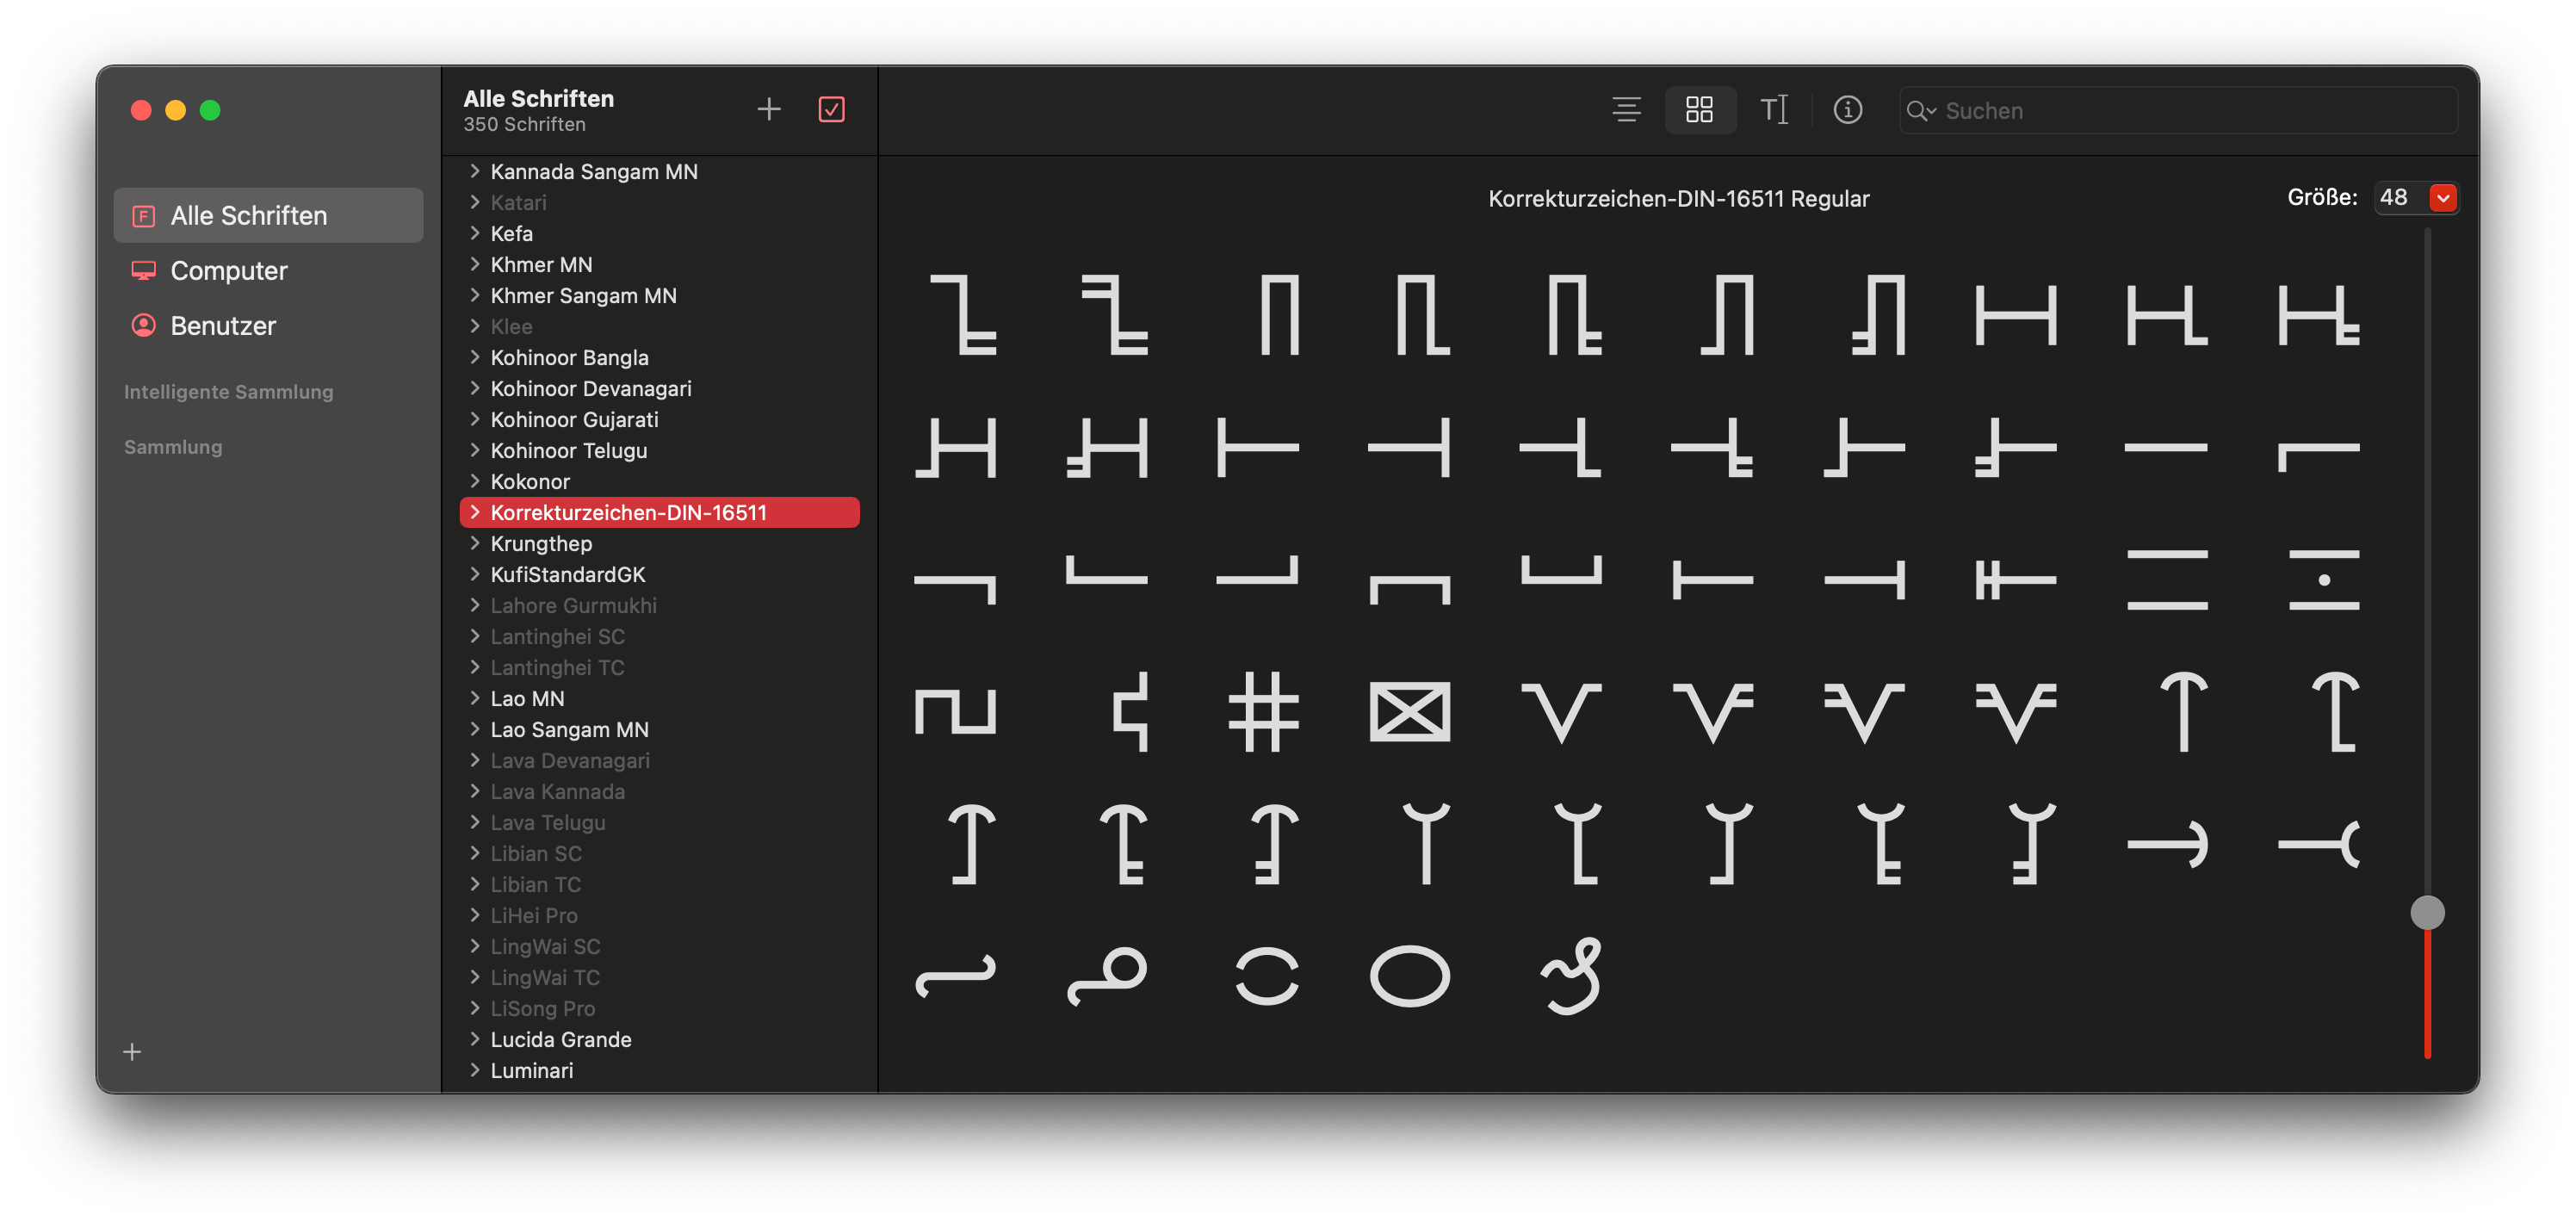 Alle Schriften
Computer
Benutzer
Intelligente Sammlung
Sammlung
Alle Schriften
350 Schriften
Kannada Sangam MN
Katari
Kefa
Khmer MN
Khmer Sangam MN
Klee
Kohinoor Bangla
Kohinoor Devanagari
Kohinoor Gujarati
Kohinoor Telugu
Kokonor
Korrekturzeichen-DIN-16511
Krungthep
KufiStandardGK
Lahore Gurmukhi
Lantinghei SC
Lantinghei TC
Lao MN
Lao Sangam MN
Lava Devanagari
Lava Kannada
Lava Telugu
Libian SC
Libian TC
LiHei Pro
LingWai SC
LingWai TC
LiSong Pro
Lucida Grande
Luminari
Suchen
Korrekturzeichen-DIN-16511 Regular
Größe: 48